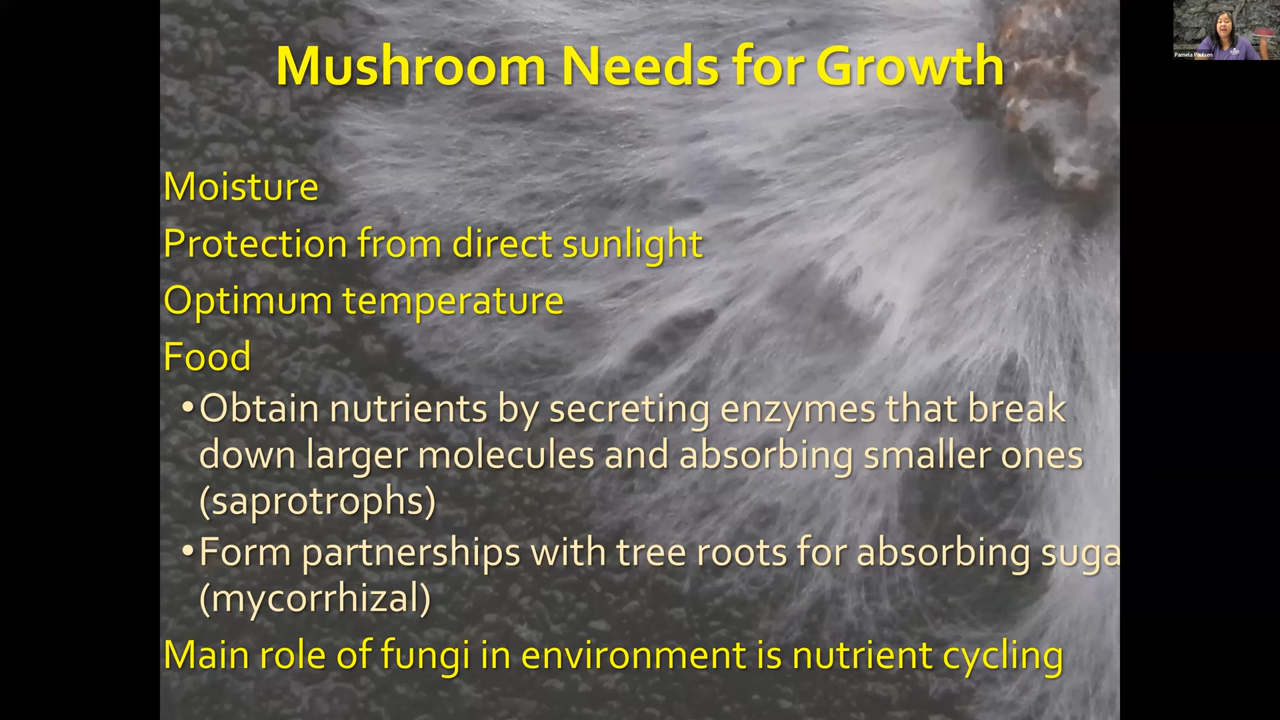 Mushroom Needs for Growth
Pamela Paulsen
Moisture
Protection from direct sunlight
Optimum temperature
Food
•Obtain nutrients by secreting enzymes that break
down larger molecules and absorbing smaller ones
(saprotrophs)
•Form partnerships with tree roots for absorbing suga
(mycorrhizal)
Main role of fungi in environment is nutrient cycling